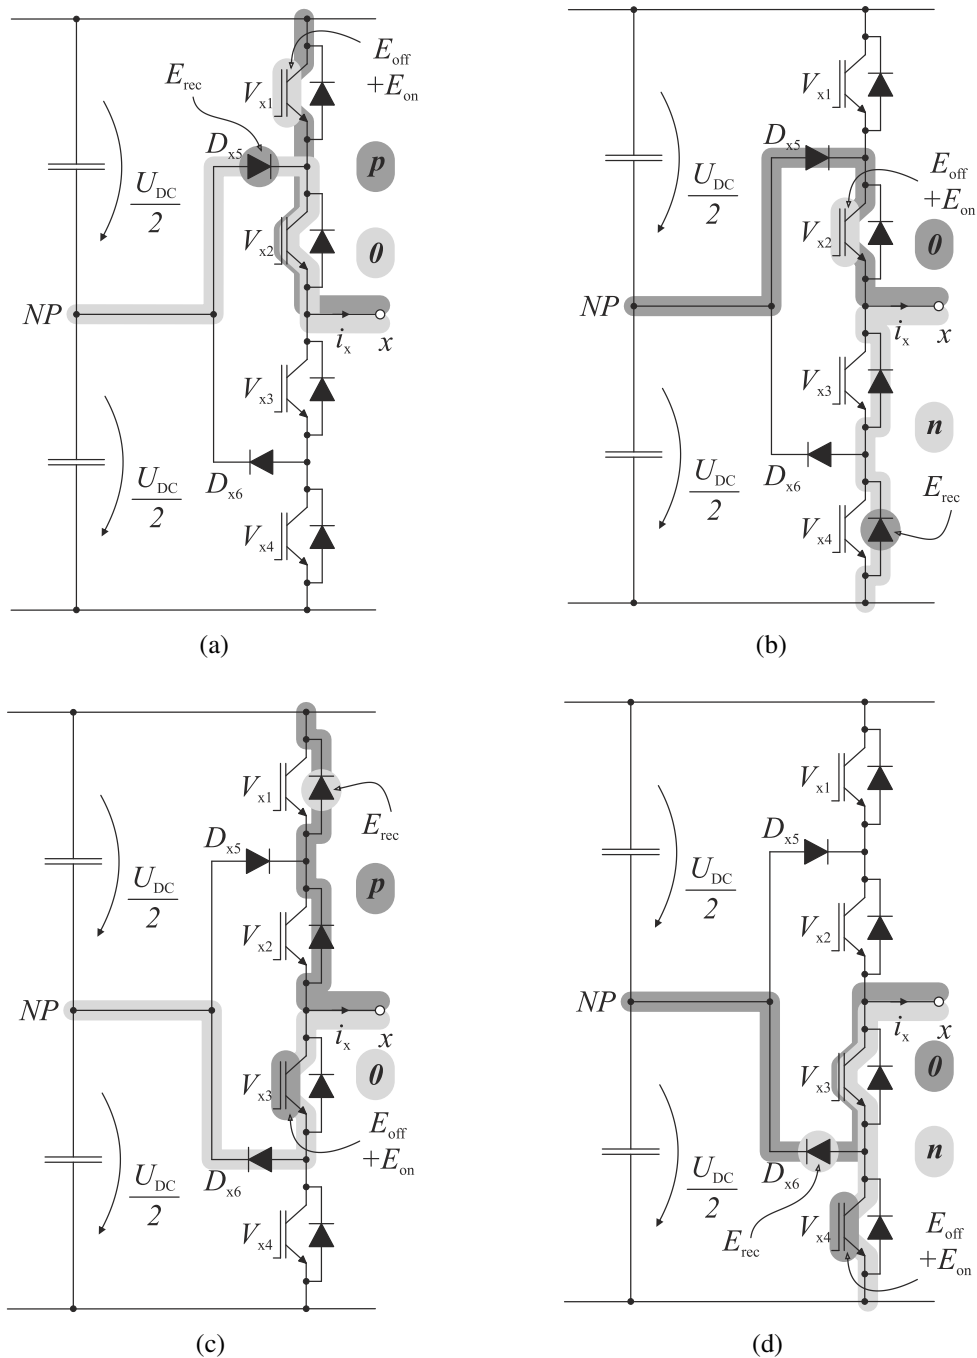 E_off
+E_on
E_rec
V_x1
D_x5
p
U_DC
2
V_x2
0
NP
i_x
x
V_x3
D_x6
U_DC
2
V_x4
(a)
V_x1
D_x5
E_off
+E_on
U_DC
2
V_x2
0
NP
i_x
x
V_x3
n
D_x6
U_DC
2
E_rec
V_x4
(b)
V_x1
E_rec
D_x5
p
U_DC
2
V_x2
NP
i_x
x
V_x3
0
E_off
+E_on
D_x6
U_DC
2
V_x4
(c)
V_x1
D_x5
U_DC
2
V_x2
NP
i_x
x
V_x3
0
n
D_x6
U_DC
2
V_x4
E_rec
E_off
+E_on
(d)